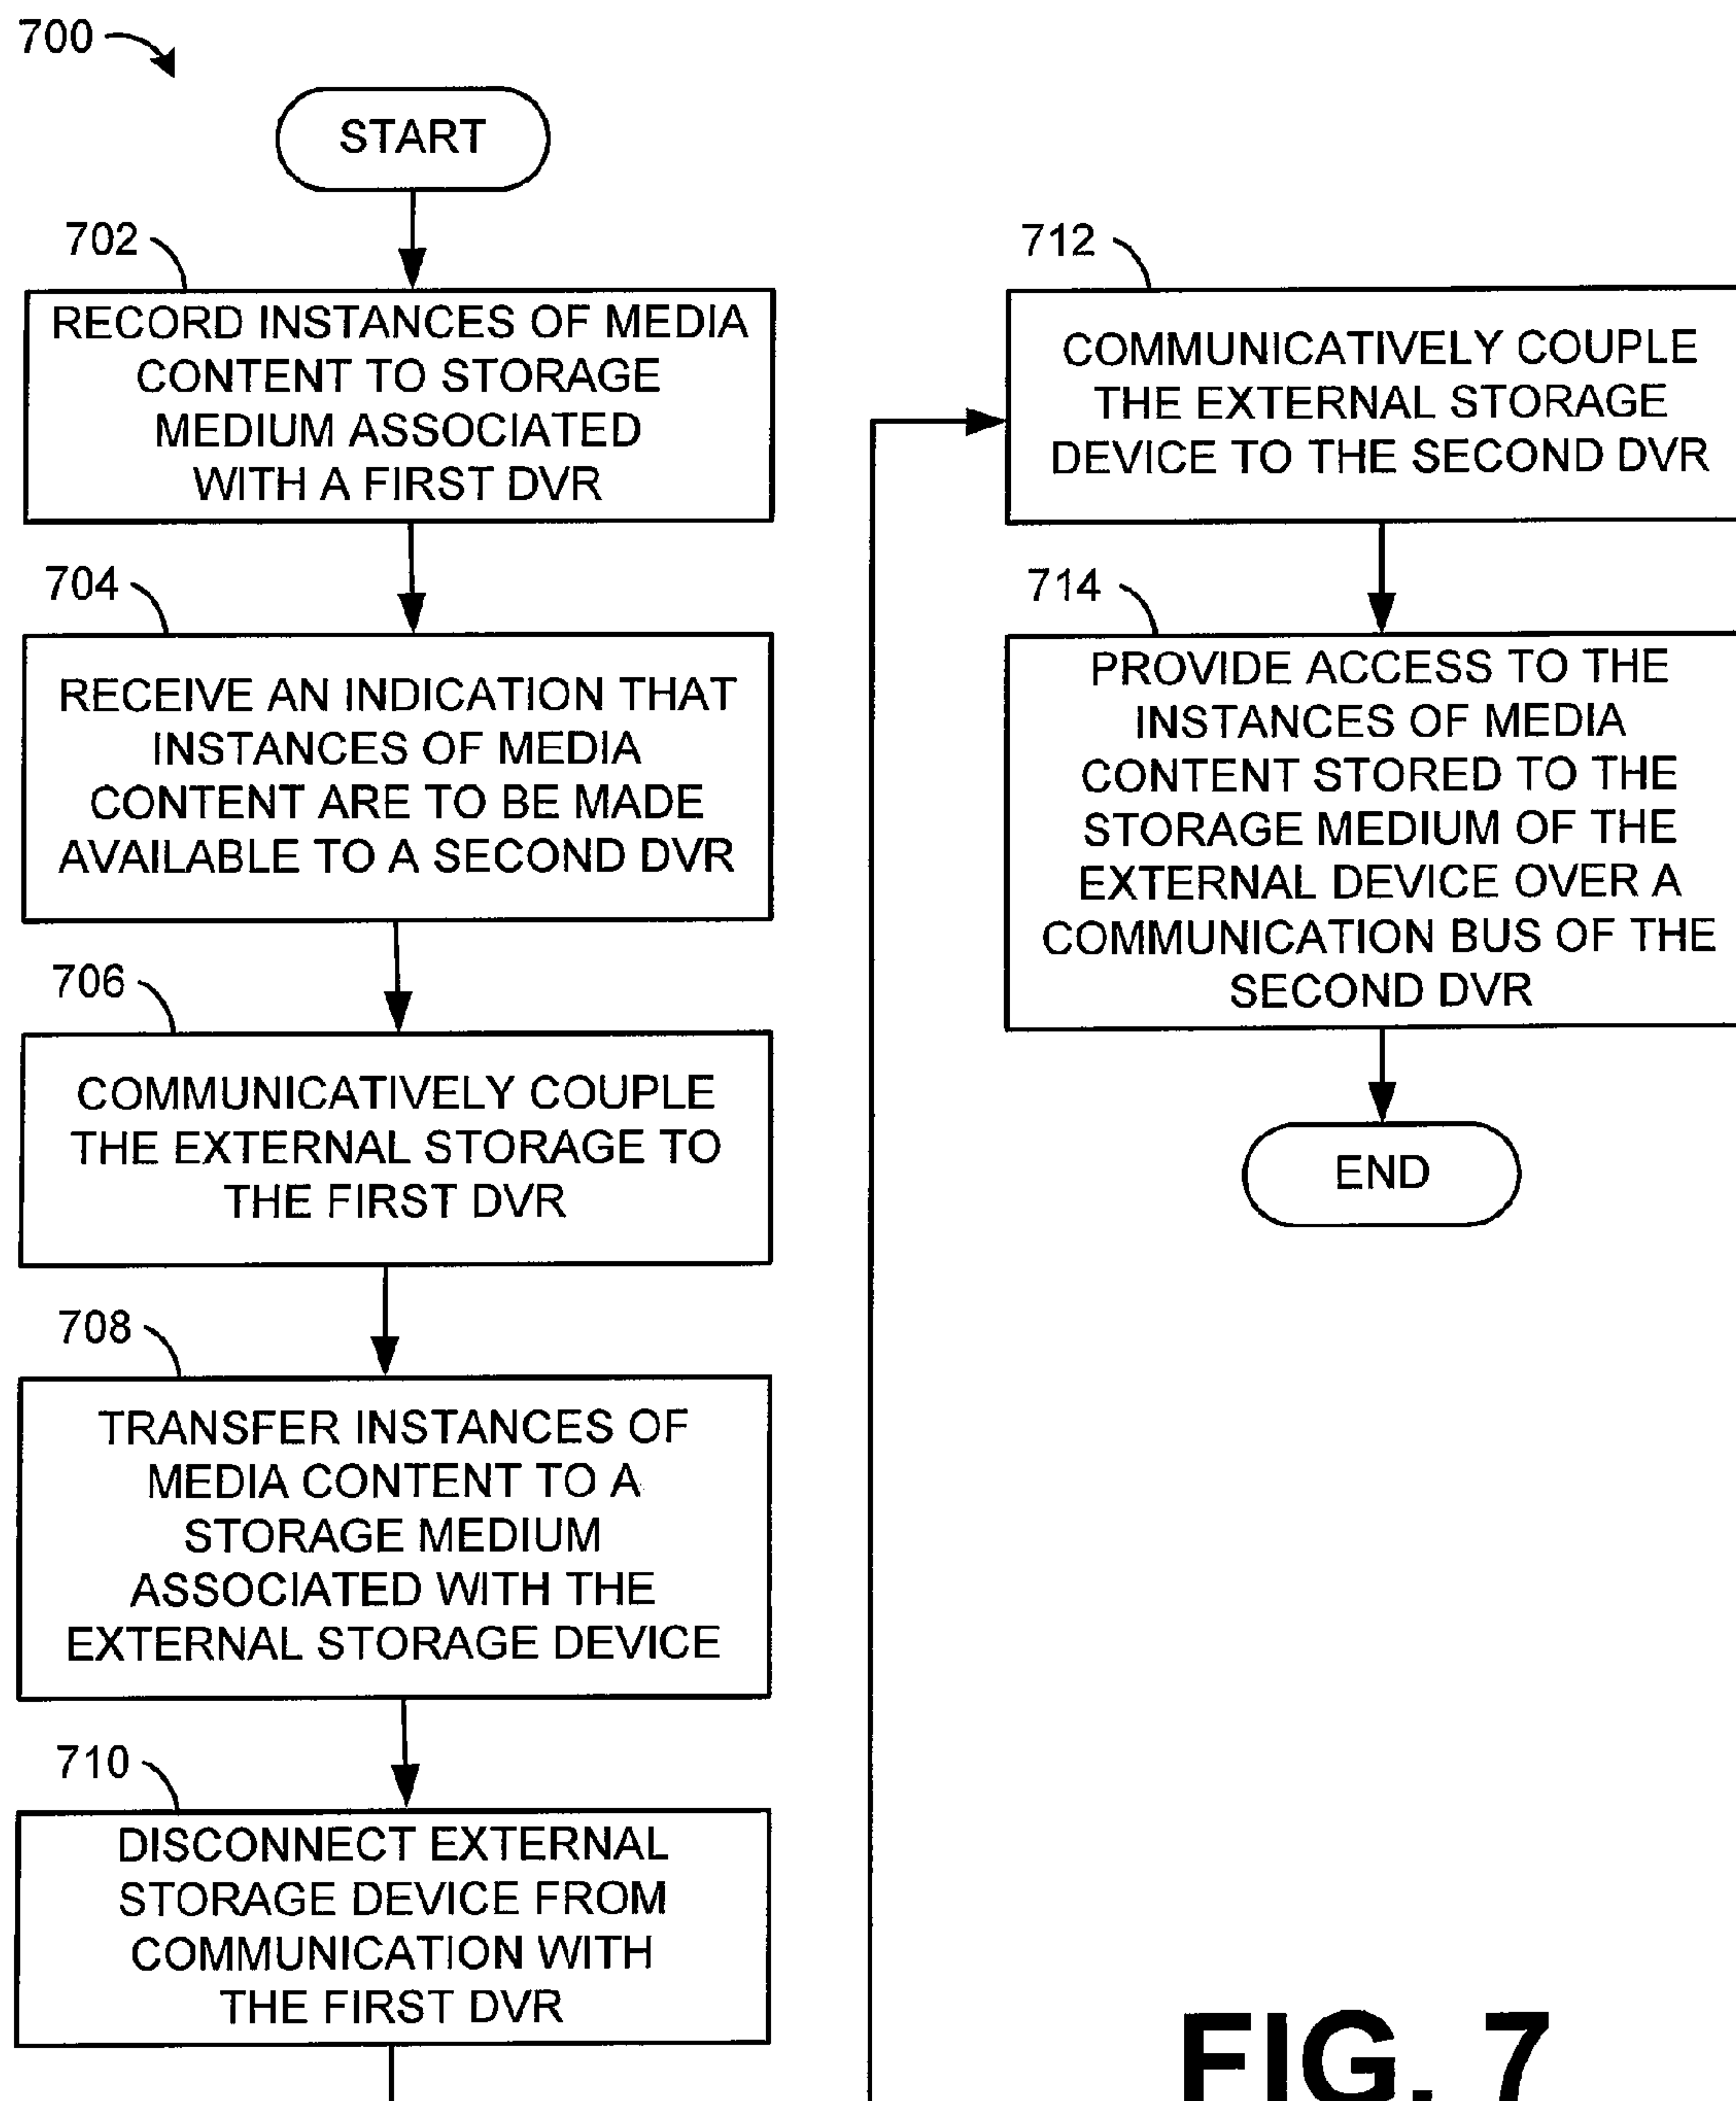 700
START
702
RECORD INSTANCES OF MEDIA
CONTENT TO STORAGE
MEDIUM ASSOCIATED
WITH A FIRST DVR
704
RECEIVE AN INDICATION THAT
INSTANCES OF MEDIA
CONTENT ARE TO BE MADE
AVAILABLE TO A SECOND DVR
706
COMMUNICATIVELY COUPLE
THE EXTERNAL STORAGE TO
THE FIRST DVR
708
TRANSFER INSTANCES OF
MEDIA CONTENT TO A
STORAGE MEDIUM
ASSOCIATED WITH THE
EXTERNAL STORAGE DEVICE
710
DISCONNECT EXTERNAL
STORAGE DEVICE FROM
COMMUNICATION WITH
THE FIRST DVR
712
COMMUNICATIVELY COUPLE
THE EXTERNAL STORAGE
DEVICE TO THE SECOND DVR
714
PROVIDE ACCESS TO THE
INSTANCES OF MEDIA
CONTENT STORED TO THE
STORAGE MEDIUM OF THE
EXTERNAL DEVICE OVER A
COMMUNICATION BUS OF THE
SECOND DVR
END
FIG. 7